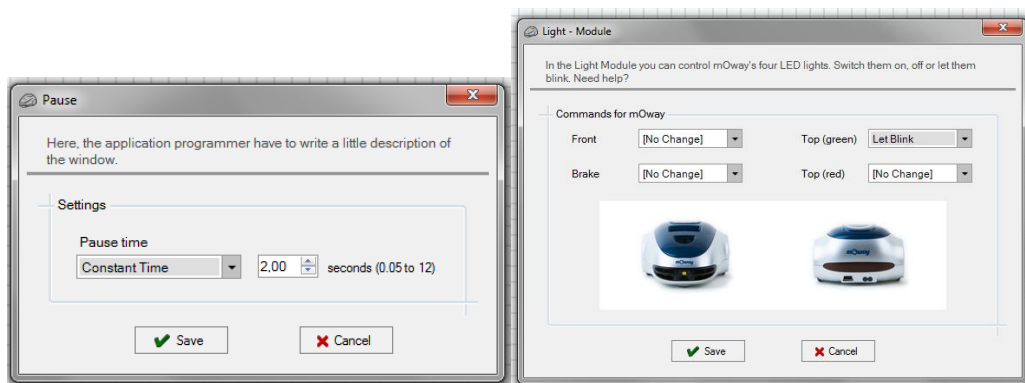 Pause
Here, the application programmer have to write a little description of
the window.
Settings
Pause time
Constant Time 2,00 seconds (0.05 to 12)
Save Cancel
Light - Module
In the Light Module you can control mOway's four LED lights. Switch them on, off or let them
blink. Need help?
Commands for mOway
Front [No Change] Top (green) Let Blink
Brake [No Change] Top (red) [No Change]
mOway mOway
Save Cancel